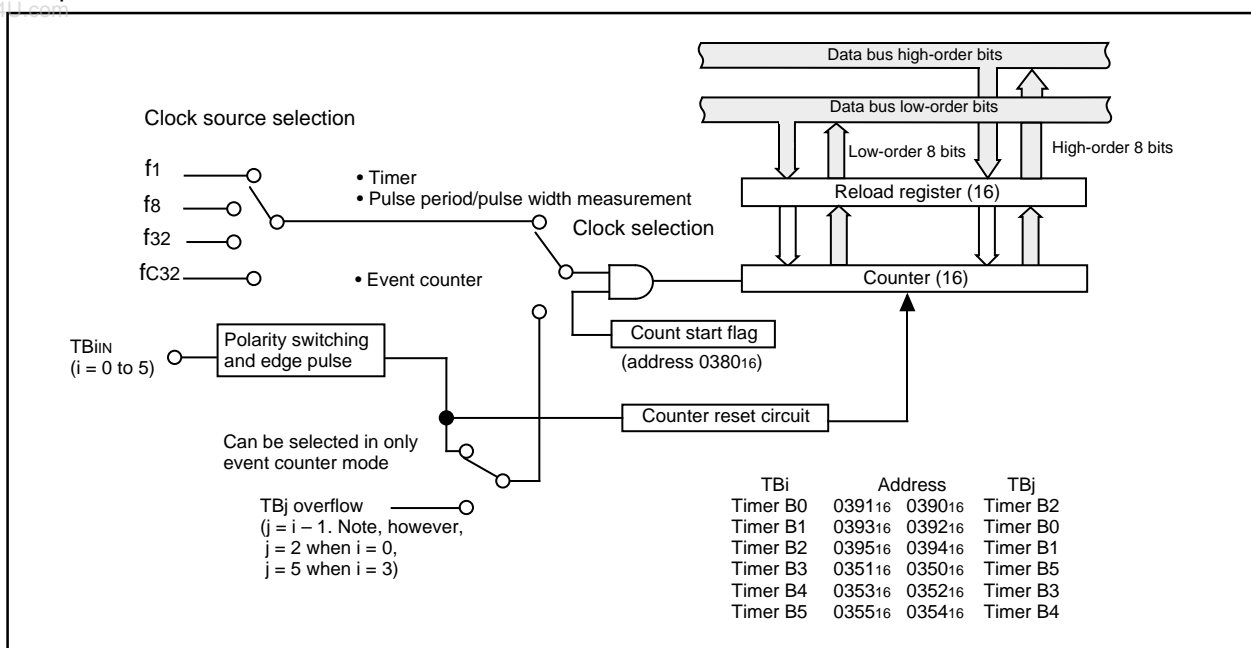 4U.com
Data bus high-order bits
Data bus low-order bits
Clock source selection
Low-order 8 bits
High-order 8 bits
f1
f8
f32
fC32
• Timer
• Pulse period/pulse width measurement
Reload register (16)
Clock selection
• Event counter
Counter (16)
TBiIN
(i = 0 to 5)
Polarity switching
and edge pulse
Count start flag
(address 038016)
Counter reset circuit
Can be selected in only
event counter mode
TBj overflow
(j = i – 1. Note, however,
j = 2 when i = 0,
j = 5 when i = 3)
TBi Address TBj
Timer B0 039116 039016 Timer B2
Timer B1 039316 039216 Timer B0
Timer B2 039516 039416 Timer B1
Timer B3 035116 035016 Timer B5
Timer B4 035316 035216 Timer B3
Timer B5 035516 035416 Timer B4